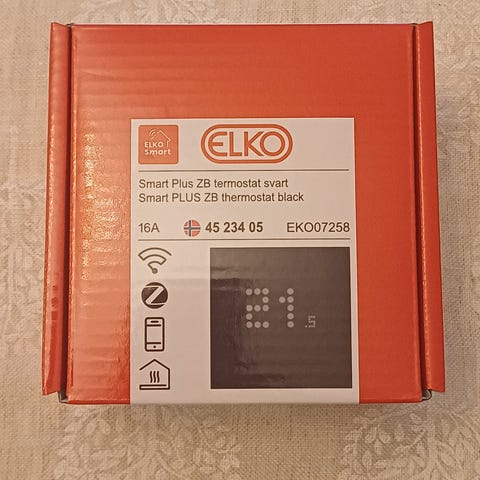 ELKO
Smart
ELKO
Smart Plus ZB termostat svart
Smart PLUS ZB thermostat black
16A 45 234 05 EKO07258
21